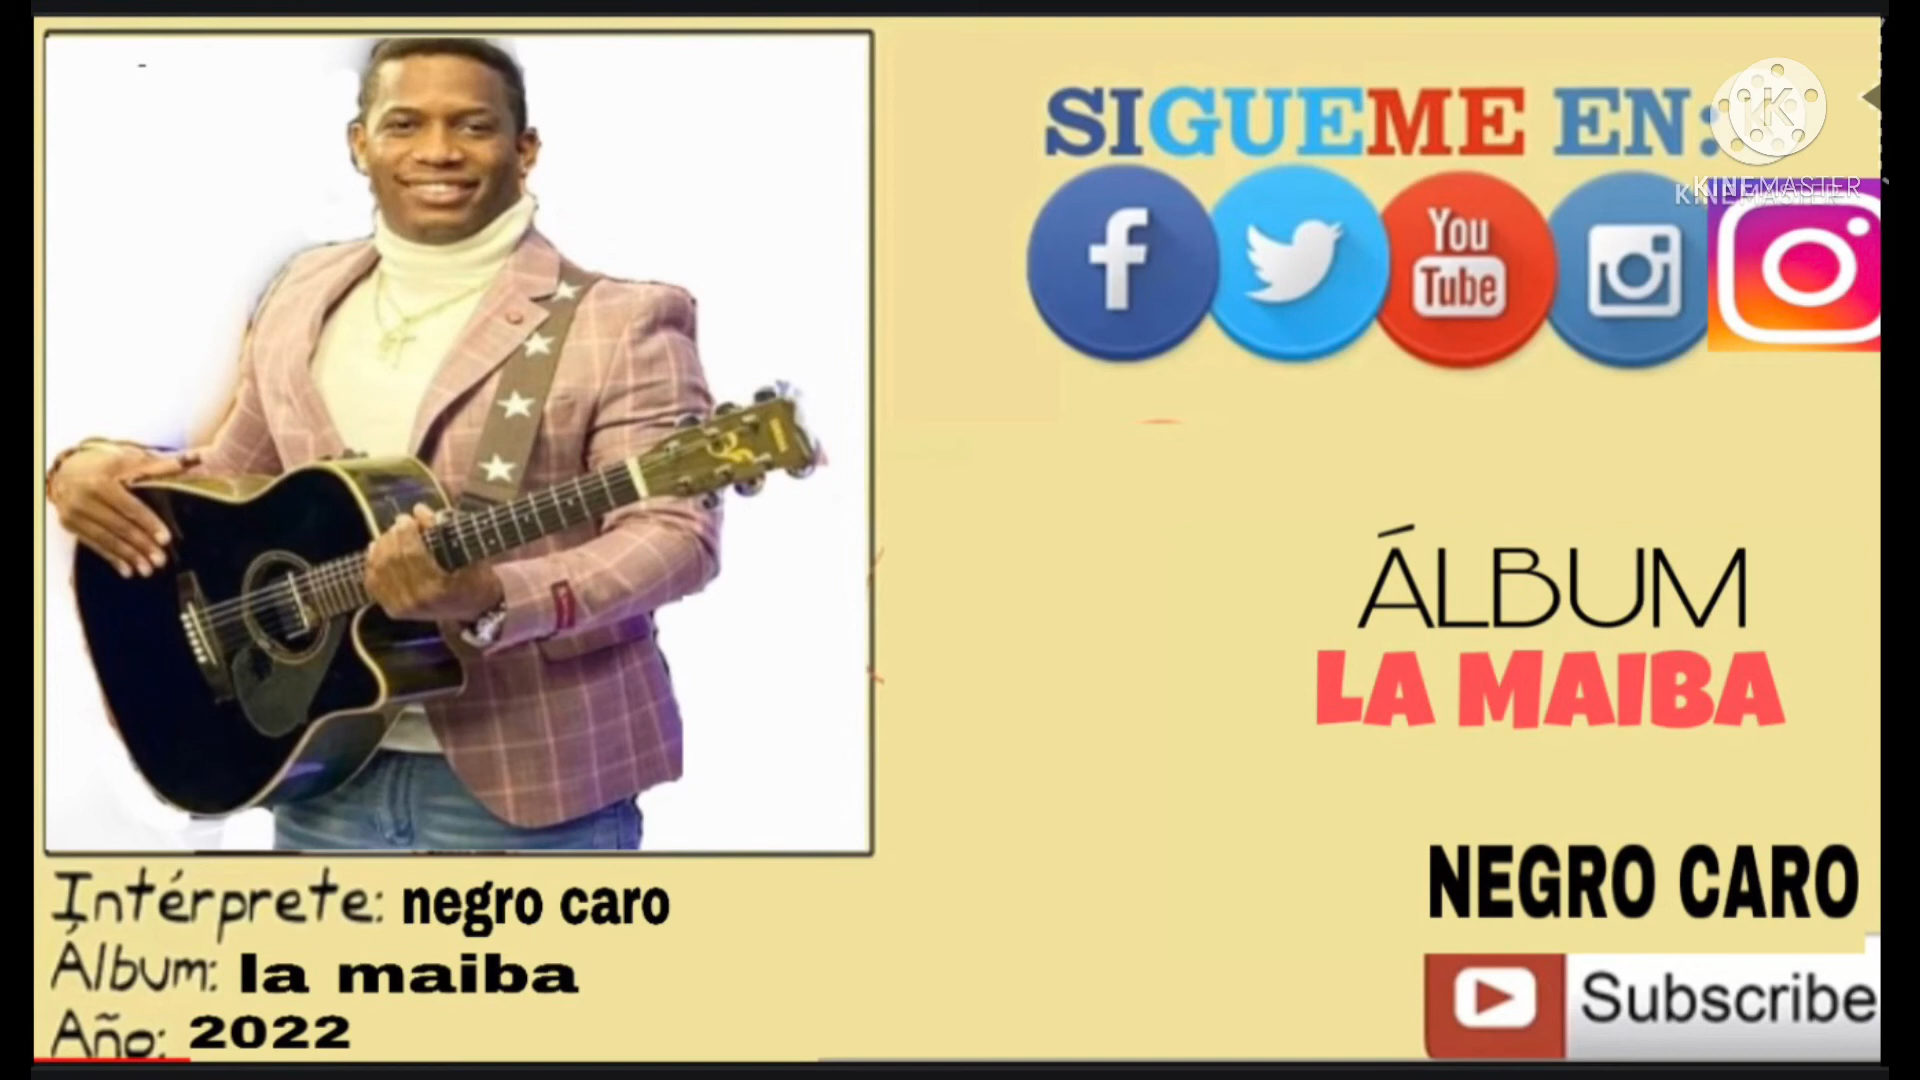 SIGUEME EN:
KINEMASTER
KINEMASTER
f
You
Tube
ÁLBUM
LA MAIBA
NEGRO CARO
Subscribe
Intérprete: negro caro
Álbum: la maiba
Año: 2022